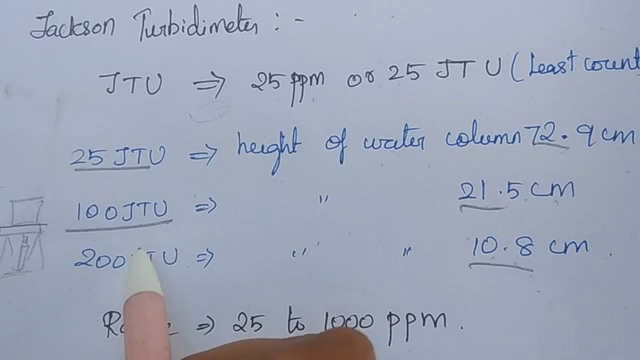 Jackson Turbidimeter :-
JTU ⇒ 25 ppm or 25 JTU (Least count
25 JTU ⇒ height of water column 72.9 cm
100 JTU ⇒ " 21.5 cm
200 JTU ⇒ " " 10.8 cm
⇒ 25 to 1000 ppm.